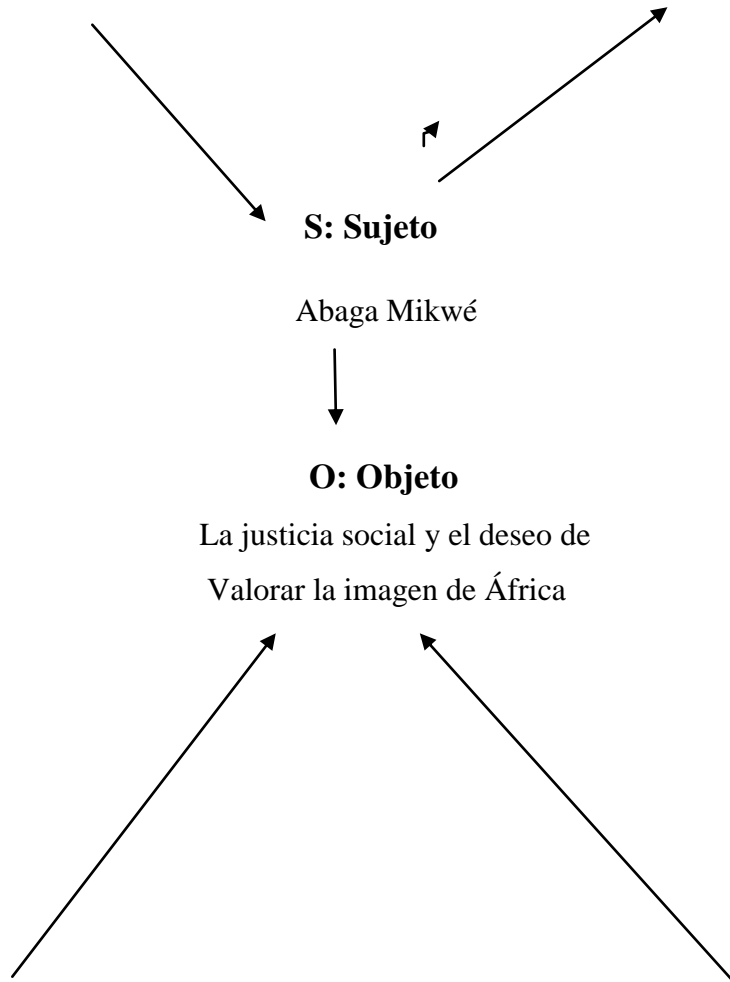 S: Sujeto
Abaga Mikwé
O: Objeto
La justicia social y el deseo de
Valorar la imagen de África